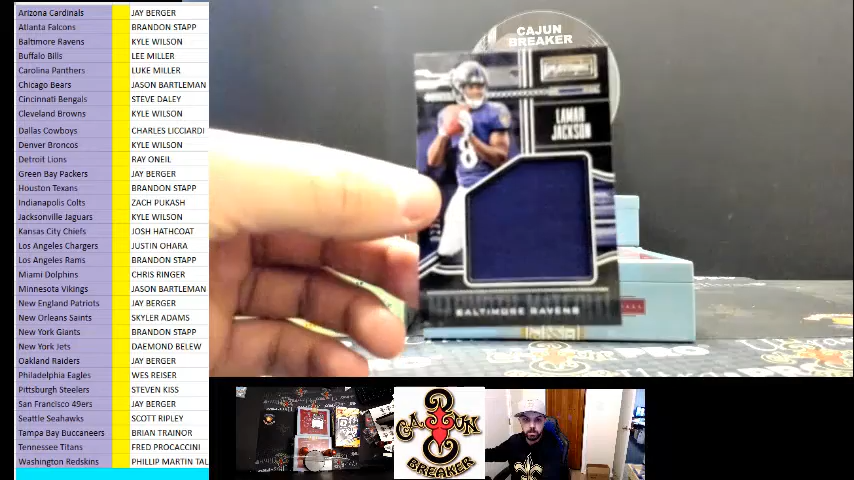 Arizona Cardinals JAY BERGER
Atlanta Falcons BRANDON STAPP
Baltimore Ravens KYLE WILSON
Buffalo Bills LEE MILLER
Carolina Panthers LUKE MILLER
Chicago Bears JASON BARTLEMAN
Cincinnati Bengals STEVE DALEY
Cleveland Browns KYLE WILSON
Dallas Cowboys CHARLES LICCIARDI
Denver Broncos KYLE WILSON
Detroit Lions RAY ONEIL
Green Bay Packers JAY BERGER
Houston Texans BRANDON STAPP
Indianapolis Colts ZACH PUKASH
Jacksonville Jaguars KYLE WILSON
Kansas City Chiefs JOSH HATHCOAT
Los Angeles Chargers JUSTIN OHARA
Los Angeles Rams BRANDON STAPP
Miami Dolphins CHRIS RINGER
Minnesota Vikings JASON BARTLEMAN
New England Patriots JAY BERGER
New Orleans Saints SKYLER ADAMS
New York Giants BRANDON STAPP
New York Jets DAEMOND BELEW
Oakland Raiders JAY BERGER
Philadelphia Eagles WES REISER
Pittsburgh Steelers STEVEN KISS
San Francisco 49ers JAY BERGER
Seattle Seahawks SCOTT RIPLEY
Tampa Bay Buccaneers BRIAN TRAINOR
Tennessee Titans FRED PROCACCINI
Washington Redskins PHILLIP MARTIN TAL
CAJUN
BREAKER
LAMAR
JACKSON
8
BALTIMORE RAVENS
CAJUN
BREAKER